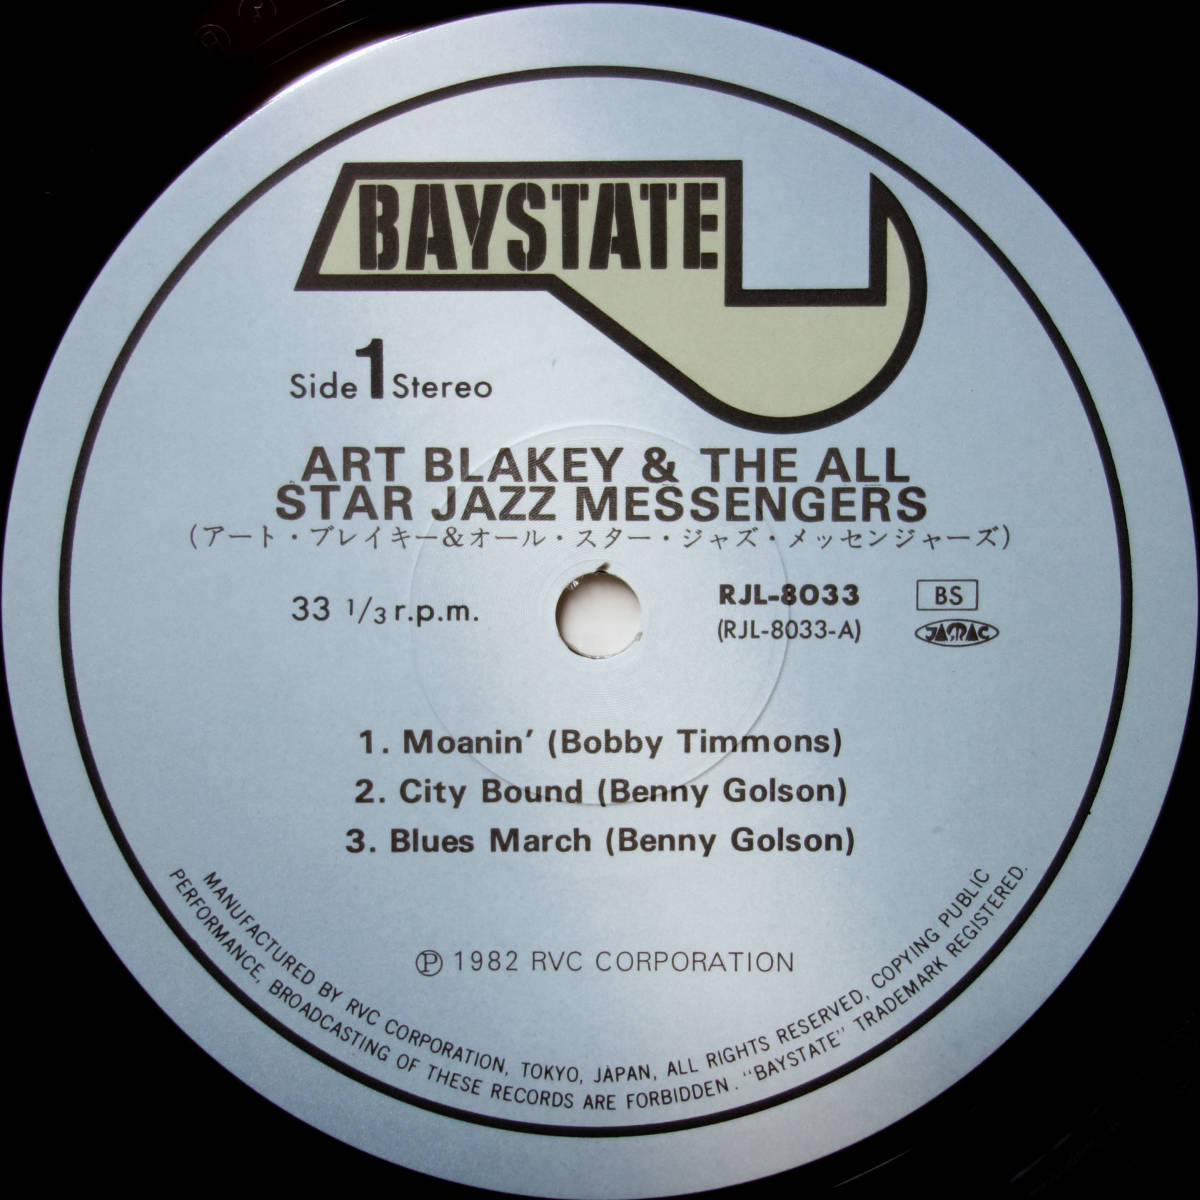 BAYSTATE
Side 1 Stereo
ART BLAKEY & THE ALL
STAR JAZZ MESSENGERS
(アート・ブレイキー&オール・スター・ジャズ・メッセンジャーズ)
33 1/3 r.p.m.
RJL-8033
(RJL-8033-A)
BS
JASRAC
1. Moanin' (Bobby Timmons)
2. City Bound (Benny Golson)
3. Blues March (Benny Golson)
Ⓟ 1982 RVC CORPORATION
MANUFACTURED BY RVC CORPORATION, TOKYO, JAPAN, ALL RIGHTS RESERVED, COPYING PUBLIC
PERFORMANCE, BROADCASTING OF THESE RECORDS ARE FORBIDDEN. "BAYSTATE" TRADEMARK REGISTERED.